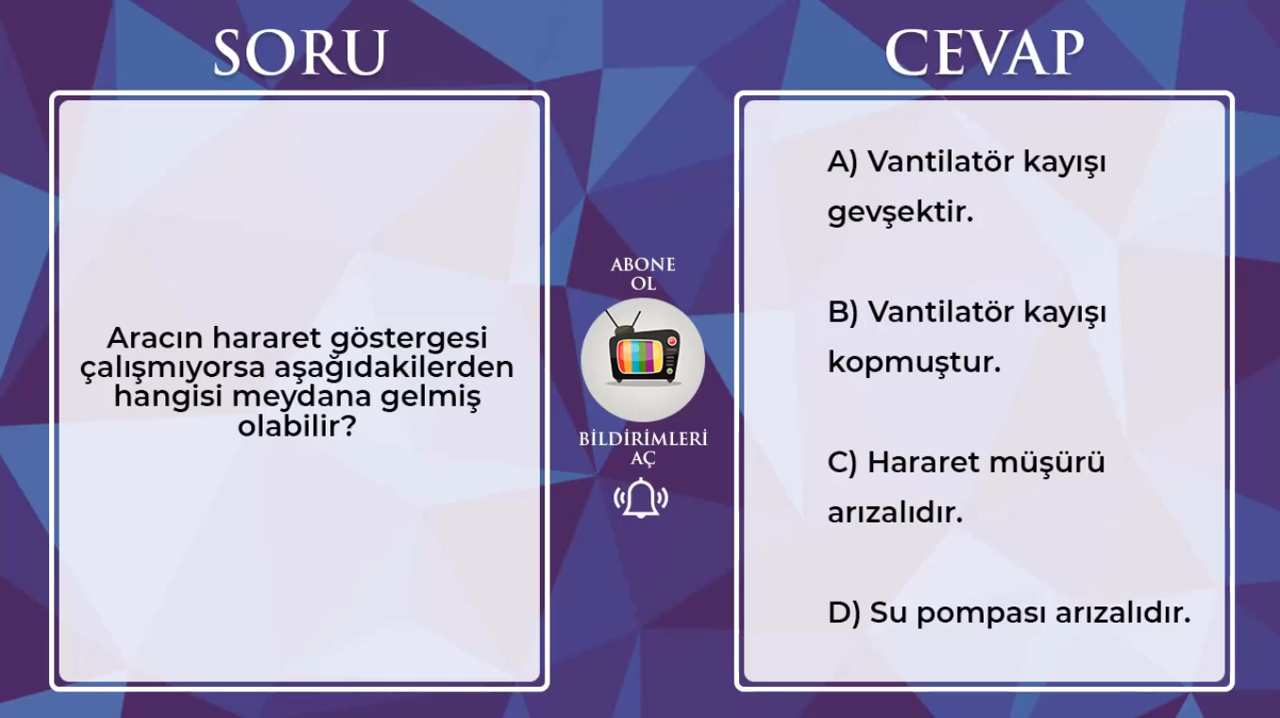 SORU
Aracın hararet göstergesi
çalışmıyorsa aşağıdakilerden
hangisi meydana gelmiş
olabilir?
ABONE
OL
BİLDİRİMLERİ
AÇ
CEVAP
A) Vantilatör kayışı
gevşektir.
B) Vantilatör kayışı
kopmuştur.
C) Hararet müşürü
arızalıdır.
D) Su pompası arızalıdır.